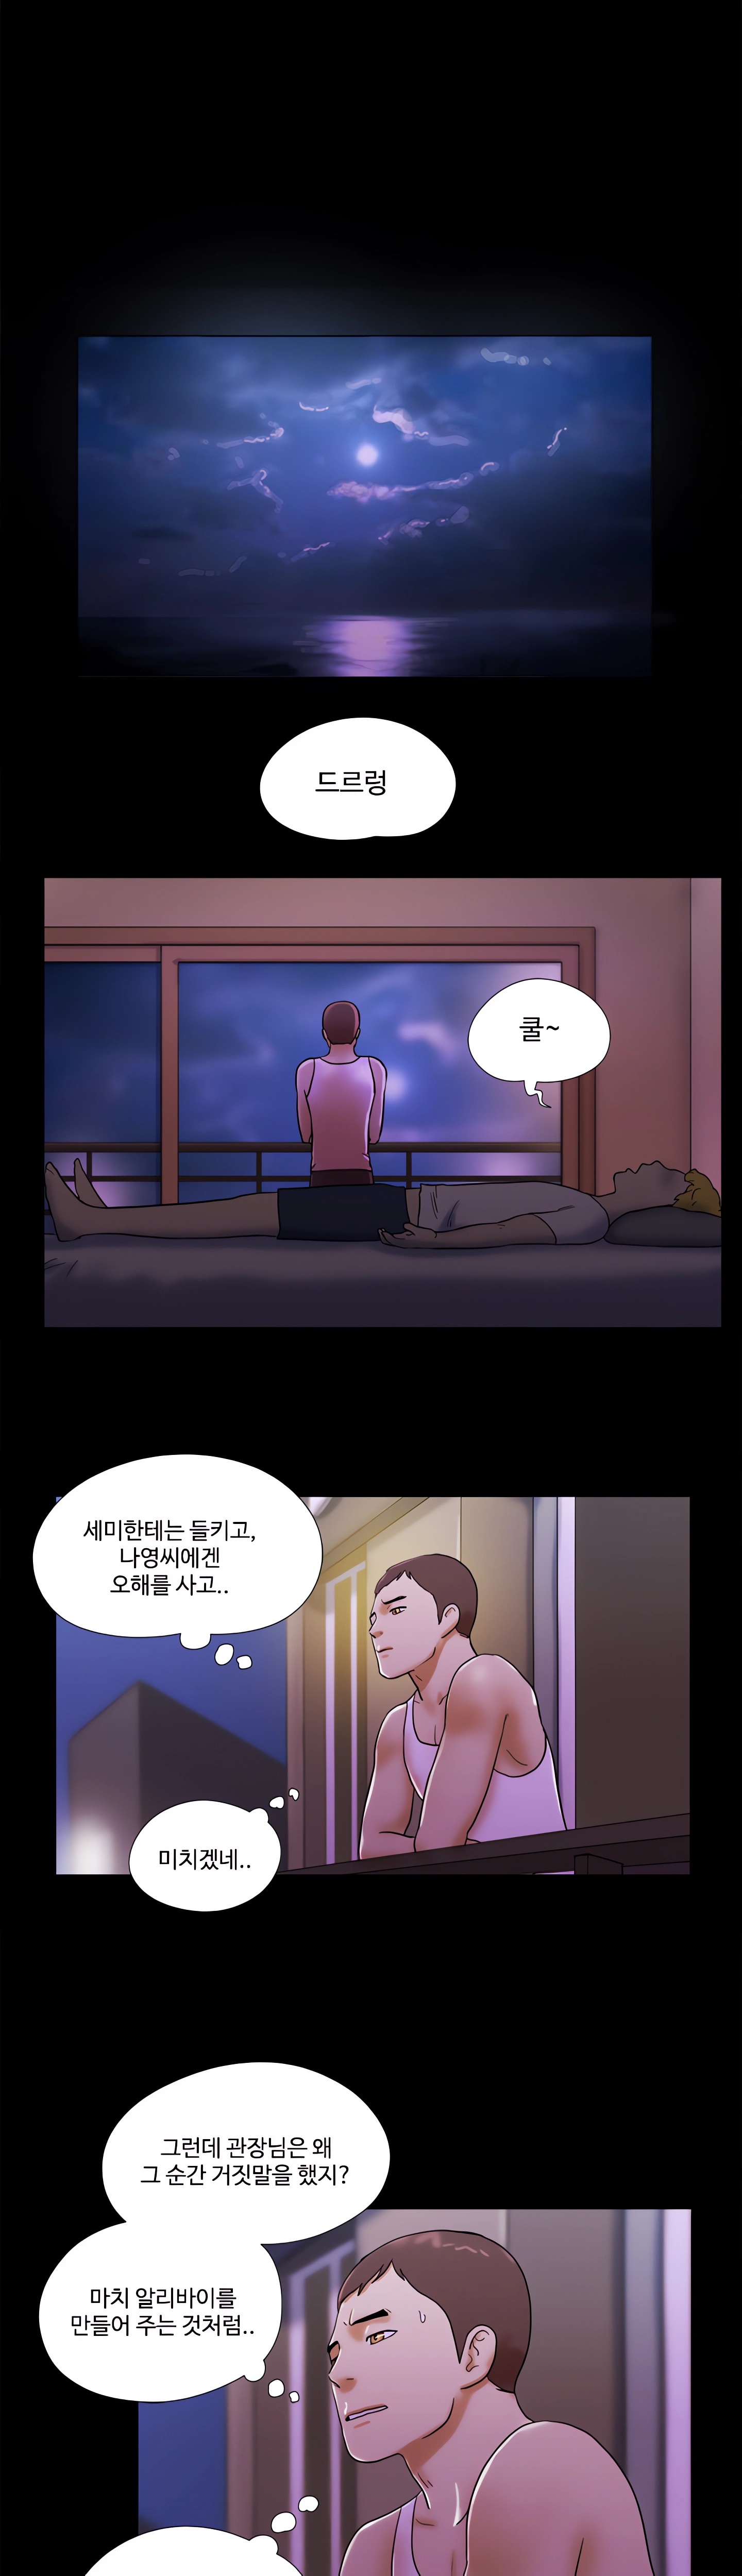 드르렁
쿨~
세미한테는 들키고,
나영씨에겐
오해를 사고..
미치겠네..
그런데 관장님은 왜
그 순간 거짓말을 했지?
마치 알리바이를
만들어 주는 것처럼..